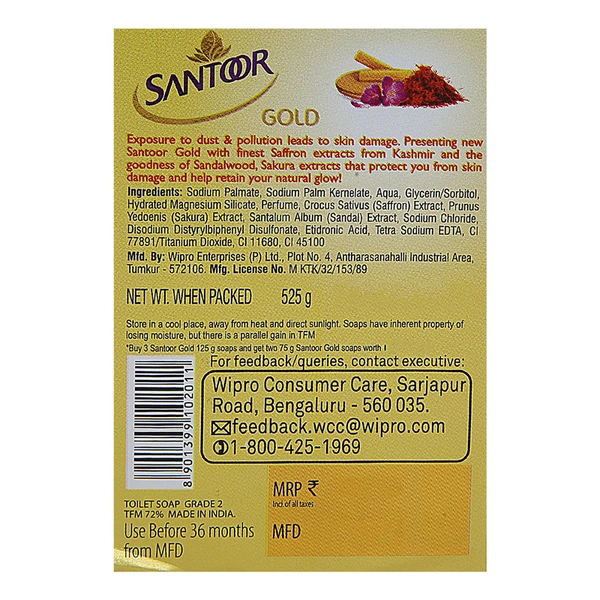 SANTOOR
GOLD
Exposure to dust & pollution leads to skin damage. Presenting new
Santoor Gold with finest Saffron extracts from Kashmir and the
goodness of Sandalwood, Sakura extracts that protect you from skin
damage and help retain your natural glow!
Ingredients: Sodium Palmate, Sodium Palm Kernelate, Aqua, Glycerin/Sorbitol,
Hydrated Magnesium Silicate, Perfume, Crocus Sativus (Saffron) Extract, Prunus
Yedoenis (Sakura) Extract, Santalum Album (Sandal) Extract, Sodium Chloride,
Disodium Distyrylbiphenyl Disulfonate, Etidronic Acid, Tetra Sodium EDTA, CI
77891/Titanium Dioxide, CI 11680, CI 45100
Mfd. By: Wipro Enterprises (P) Ltd., Plot No. 4, Antharasanahalli Industrial Area,
Tumkur - 572106. Mfg. License No. M KTK/32/153/89
NET WT. WHEN PACKED 525 g
Store in a cool place, away from heat and direct sunlight. Soaps have inherent property of
losing moisture, but there is a parallel gain in TFM
*Buy 3 Santoor Gold 125 g soaps and get two 75 g Santoor Gold soaps worth
For feedback/queries, contact executive:
Wipro Consumer Care, Sarjapur
Road, Bengaluru - 560 035.
feedback.wcc@wipro.com
1-800-425-1969
8901399102011
TOILET SOAP GRADE 2
TFM 72% MADE IN INDIA.
Use Before 36 months
from MFD
MRP ₹
Incl. of all taxes
MFD